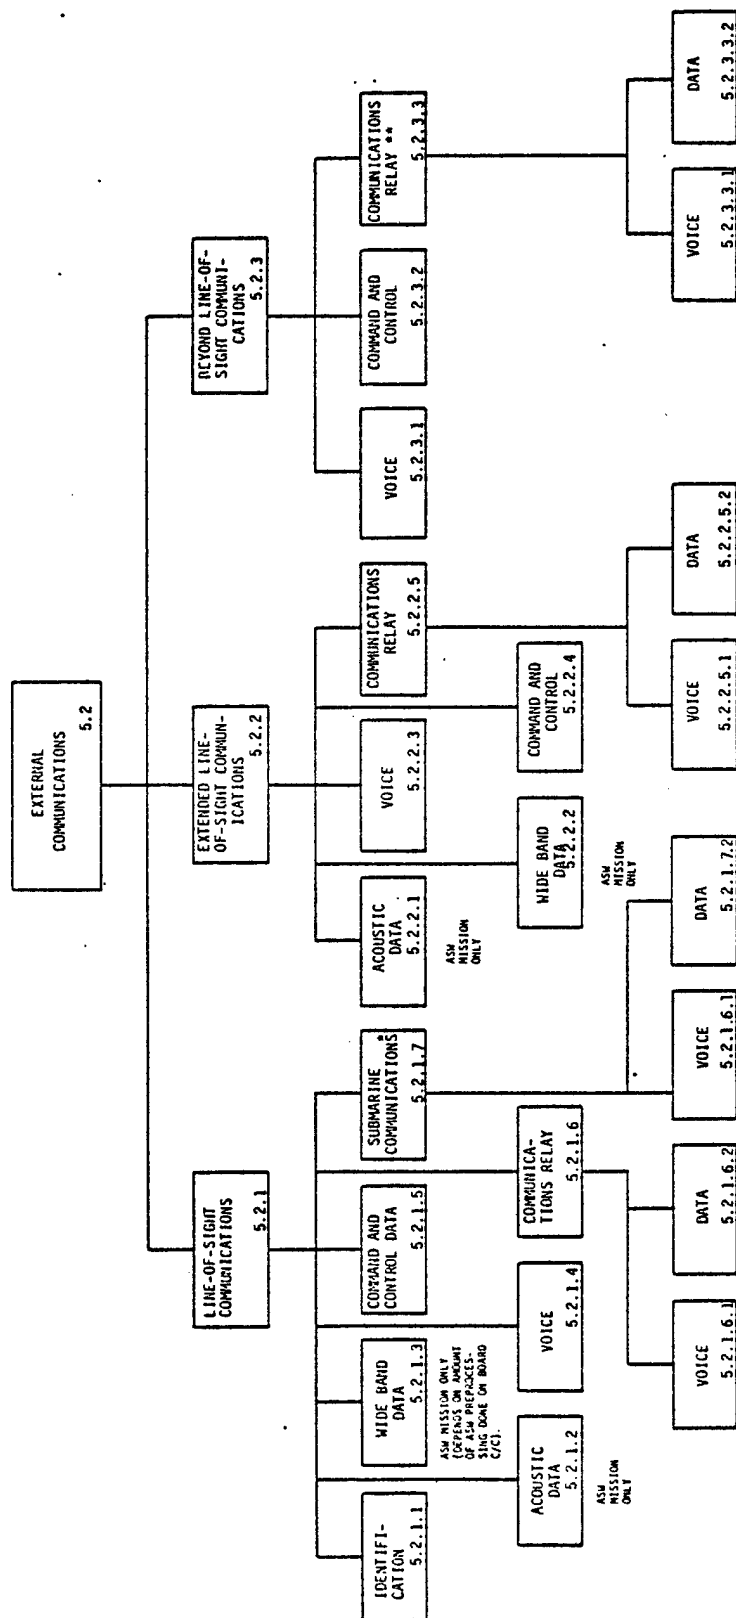 EXTERNAL
COMMUNICATIONS
5.2
LINE-OF-SIGHT
COMMUNICATIONS
5.2.1
EXTENDED LINE-
OF-SIGHT COMMUN-
ICATIONS
5.2.2
BEYOND LINE-OF-
SIGHT COMMUNI-
CATIONS
5.2.3
IDENTIFI-
CATION
5.2.1.1
WIDE BAND
DATA
5.2.1.3
ASW MISSION ONLY
(DEPENDS ON AMOUNT
OF ASW PREPROCES-
SING DONE ON BOARD
C/C).
COMMAND AND
CONTROL DATA
5.2.1.5
SUBMARINE
COMMUNICATIONS*
5.2.1.7
ACOUSTIC
DATA
5.2.2.1
ASW
MISSION
ONLY
VOICE
5.2.2.3
COMMUNICATIONS
RELAY
5.2.2.5
VOICE
5.2.3.1
COMMAND AND
CONTROL
5.2.3.2
COMMUNICATIONS
RELAY **
5.2.3.3
ACOUSTIC
DATA
5.2.1.2
ASW
MISSION
ONLY
VOICE
5.2.1.4
COMMUNICA-
TIONS RELAY
5.2.1.6
WIDE BAND
DATA
5.2.2.2
ASW
MISSION
ONLY
COMMAND AND
CONTROL
5.2.2.4
VOICE
5.2.1.6.1
DATA
5.2.1.6.2
VOICE
5.2.1.6.1
DATA
5.2.1.7.2
VOICE
5.2.2.5.1
DATA
5.2.2.5.2
VOICE
5.2.3.3.1
DATA
5.2.3.3.2